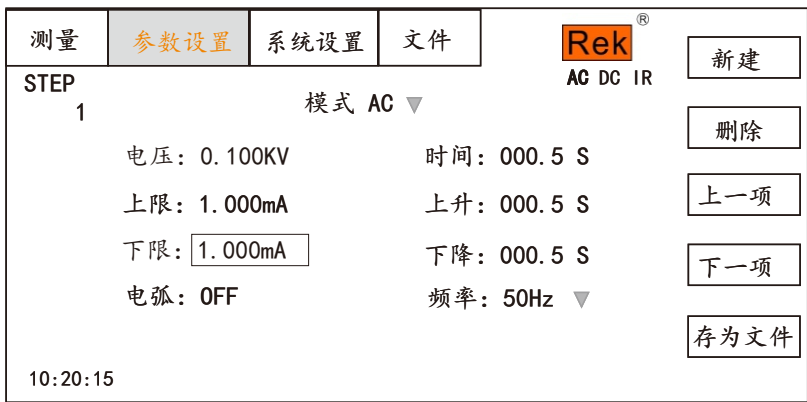 测量 参数设置 系统设置 文件 Rek ®
AC DC IR
STEP
1
模式 AC ▼
电压: 0.100KV 时间: 000.5 S
上限: 1.000mA 上升: 000.5 S
下限: 1.000mA 下降: 000.5 S
电弧: OFF 频率: 50Hz ▼
10:20:15
新建
删除
上一项
下一项
存为文件